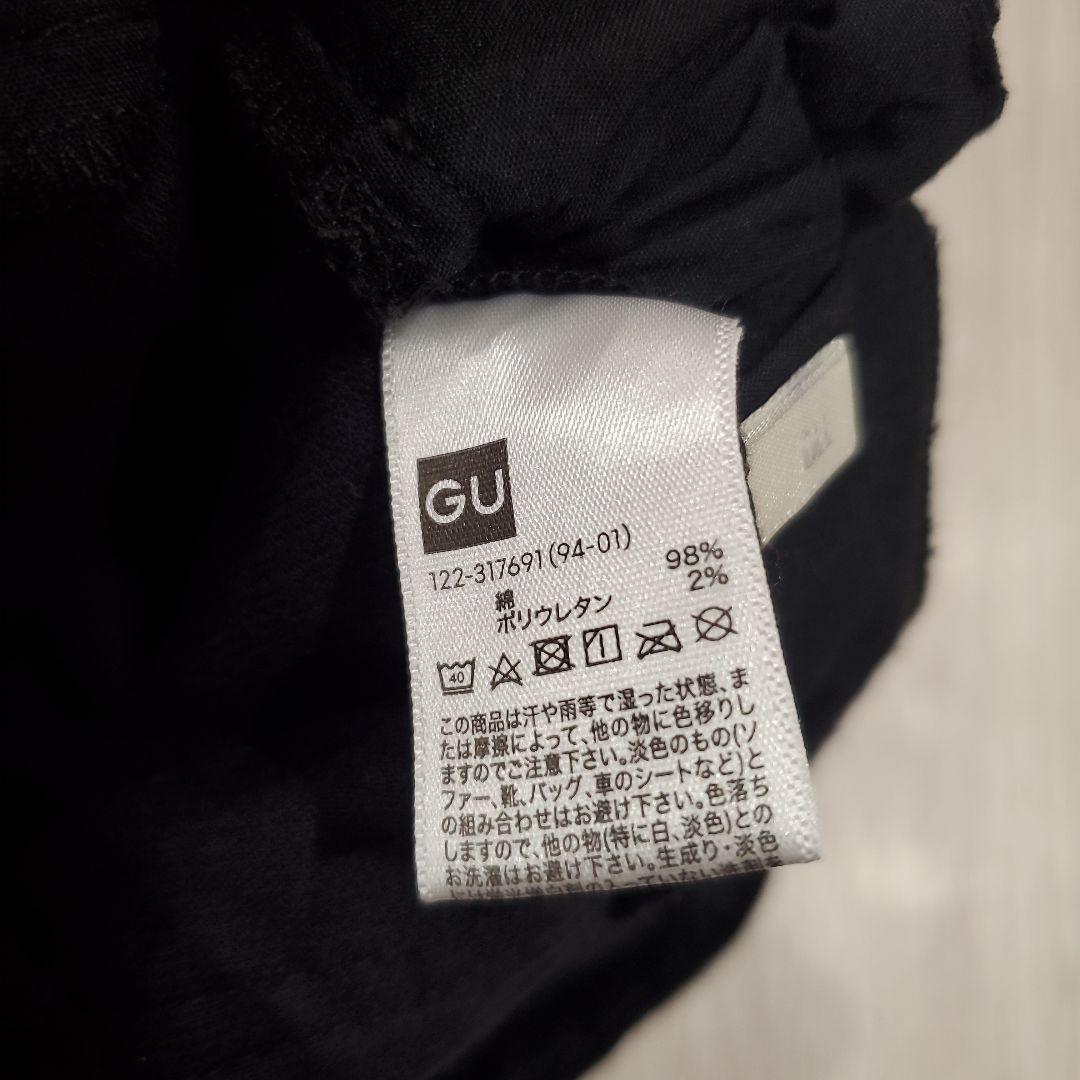 GU
122-317691(94-01)
綿 98%
ポリウレタン 2%
40
この商品は汗や雨等で湿った状態、ま
たは摩擦によって、他の物に色移りし
ますのでご注意下さい。淡色のもの(ソ
ファー、靴、バッグ、車のシートなど)と
の組み合わせはお避け下さい。色落ち
しますので、他の物(特に白、淡色)との
お洗濯はお避け下さい。生成り・淡色